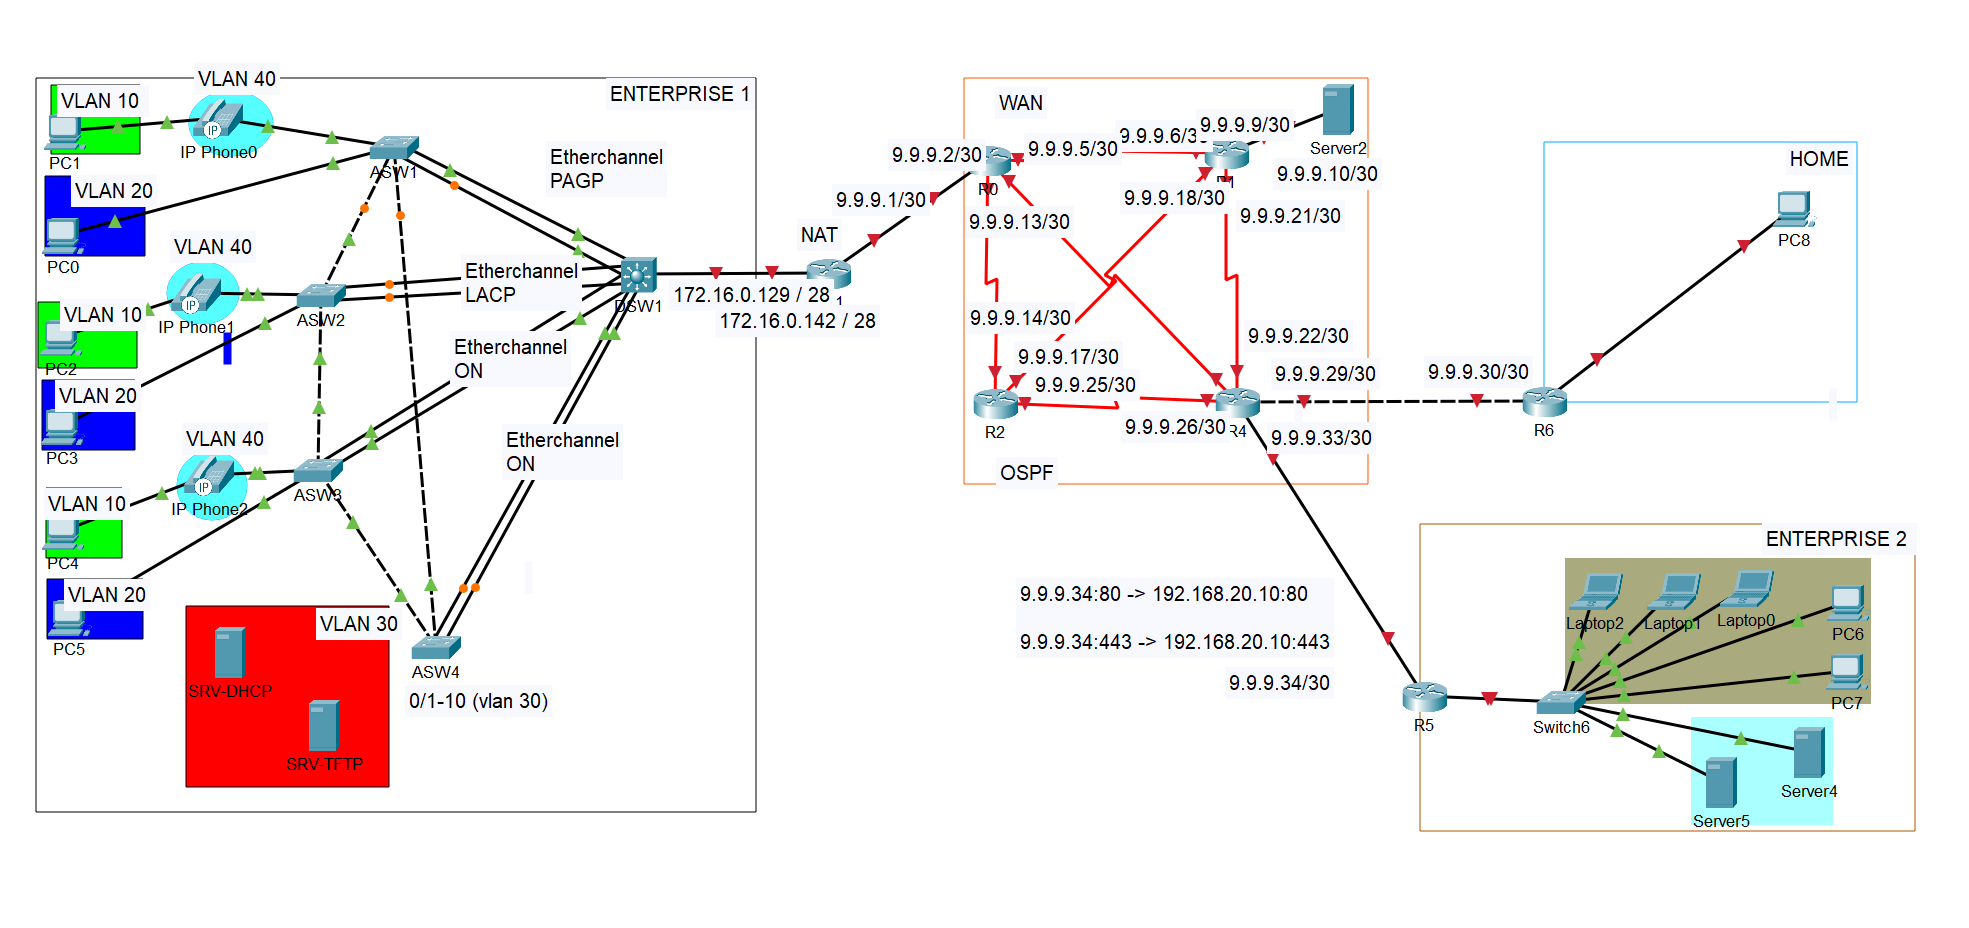 VLAN 40
VLAN 10
ENTERPRISE 1
PC1
IP
IP Phone0
ASW1
Etherchannel
PAGP
VLAN 20
PC0
VLAN 40
IP
IP Phone1
VLAN 10
PC2
ASW2
Etherchannel
LACP
DSW1
VLAN 20
PC3
Etherchannel
ON
VLAN 40
IP
IP Phone2
ASW3
VLAN 10
PC4
Etherchannel
ON
VLAN 20
PC5
VLAN 30
SRV-DHCP
SRV-TFTP
ASW4
0/1-10 (vlan 30)
NAT
172.16.0.129 / 28
1
172.16.0.142 / 28
9.9.9.1/30
9.9.9.2/30
WAN
R0
9.9.9.5/30
9.9.9.6/3
9.9.9.9/30
Server2
9.9.9.10/30
9.9.9.13/30
9.9.9.18/30
9.9.9.21/30
9.9.9.14/30
9.9.9.17/30
9.9.9.22/30
9.9.9.25/30
R2
9.9.9.26/30
R4
9.9.9.29/30
9.9.9.33/30
OSPF
9.9.9.30/30
R6
HOME
PC8
9.9.9.34:80 -> 192.168.20.10:80
9.9.9.34:443 -> 192.168.20.10:443
9.9.9.34/30
R5
ENTERPRISE 2
Laptop2
Laptop1
Laptop0
PC6
PC7
Switch6
Server4
Server5